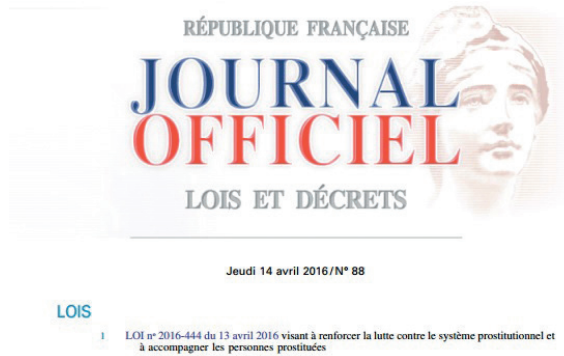 RÉPUBLIQUE FRANÇAISE
JOURNAL
OFFICIEL
LOIS ET DÉCRETS
Jeudi 14 avril 2016/N° 88
LOIS
1 LOI nº 2016-444 du 13 avril 2016 visant à renforcer la lutte contre le système prostitutionnel et
à accompagner les personnes prostituées